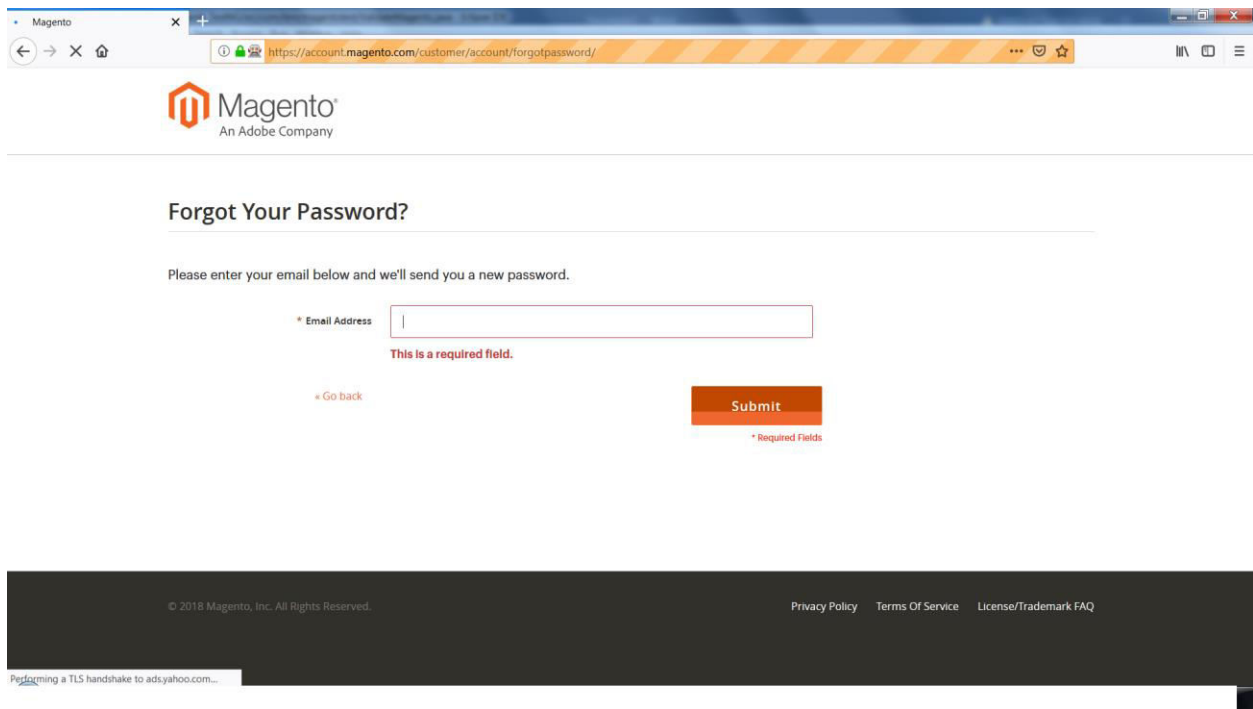 Magento
https://account.magento.com/customer/account/forgotpassword/
Magento®
An Adobe Company
Forgot Your Password?
Please enter your email below and we'll send you a new password.
* Email Address
This is a required field.
« Go back
Submit
* Required Fields
© 2018 Magento, Inc. All Rights Reserved.
Privacy Policy Terms Of Service License/Trademark FAQ
Performing a TLS handshake to ads.yahoo.com...